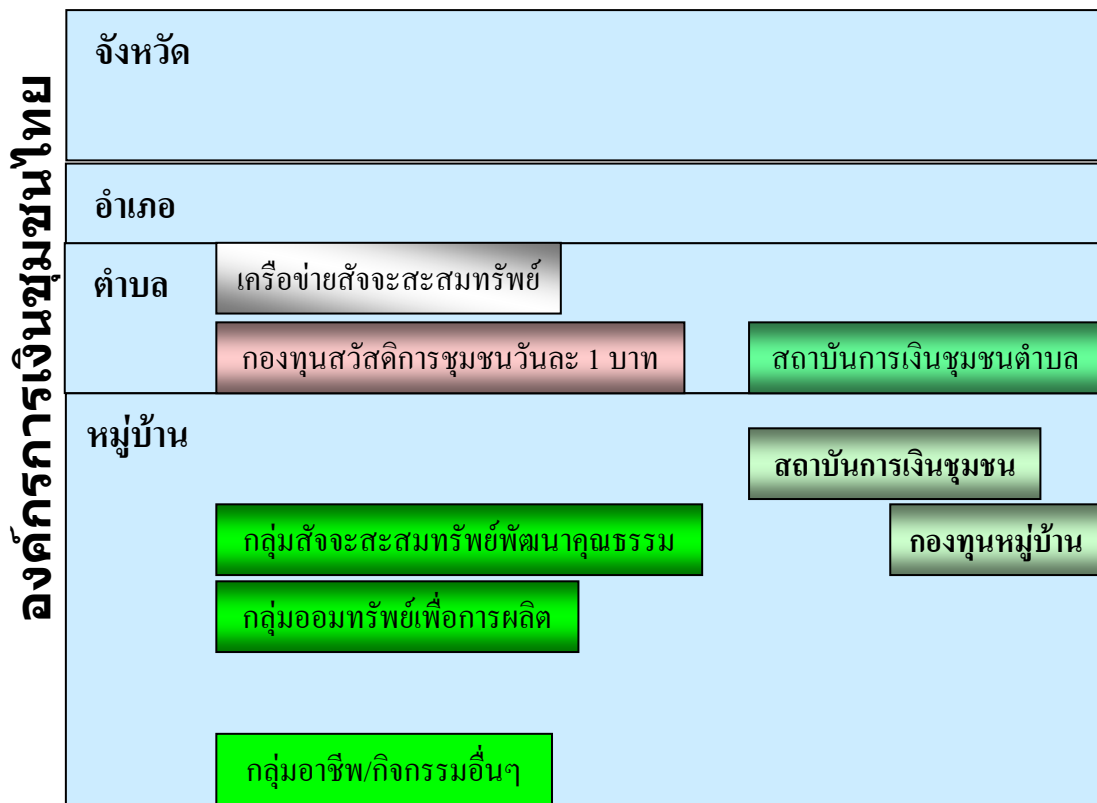 องค์กรการเงินชุมชนไทย
จังหวัด
อำเภอ
ตำบล
เครือข่ายสัจจะสะสมทรัพย์
กองทุนสวัสดิการชุมชนวันละ 1 บาท
สถาบันการเงินชุมชนตำบล
หมู่บ้าน
สถาบันการเงินชุมชน
กลุ่มสัจจะสะสมทรัพย์พัฒนาคุณธรรม
กองทุนหมู่บ้าน
กลุ่มออมทรัพย์เพื่อการผลิต
กลุ่มอาชีพ/กิจกรรมอื่นๆ